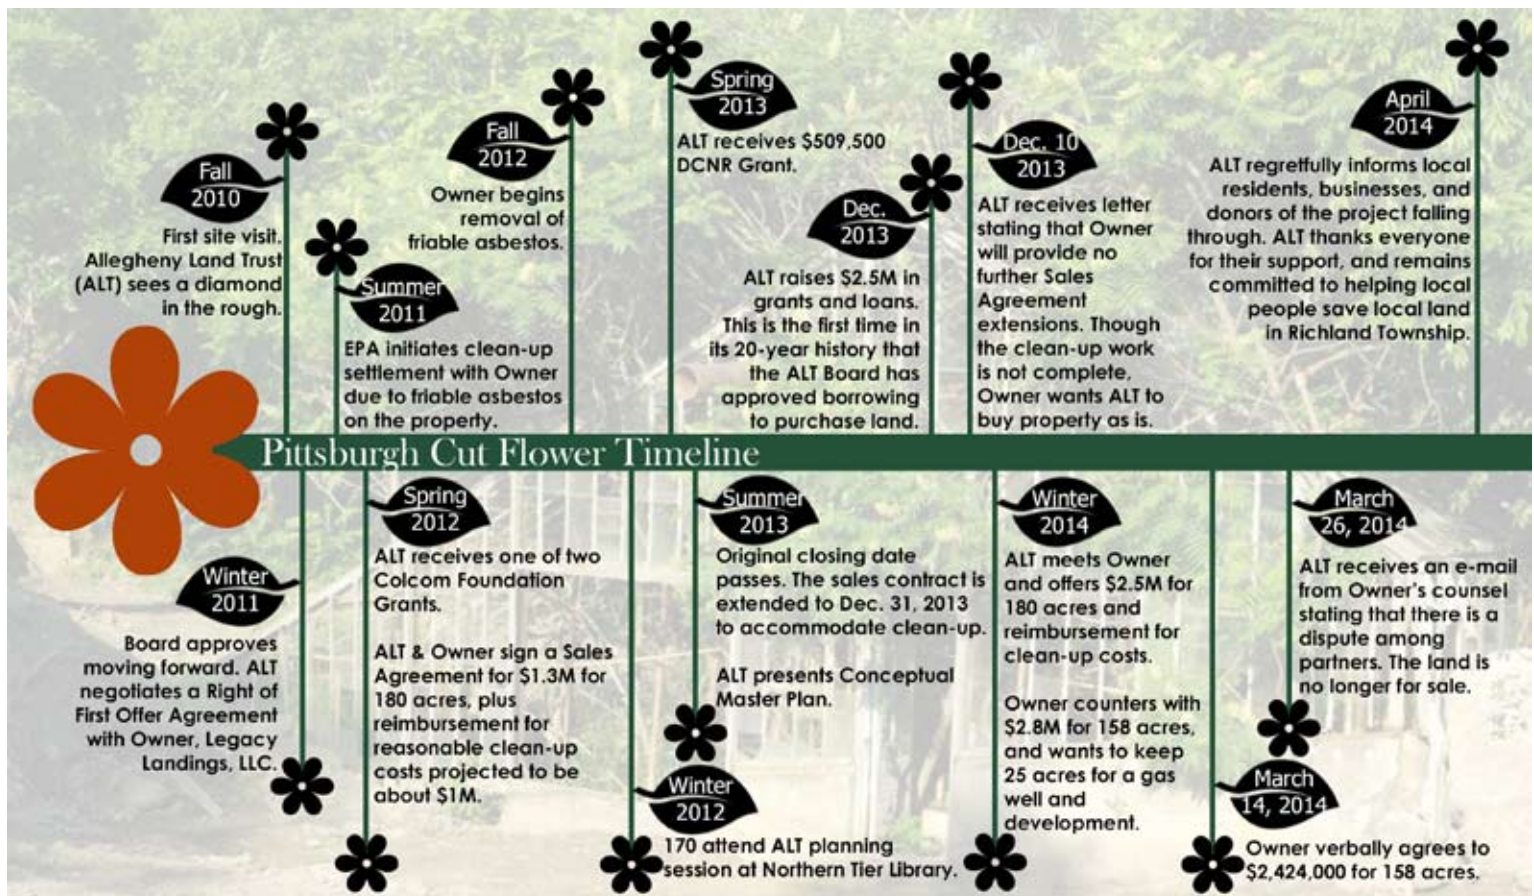 Fall
2010
First site visit.
Allegheny Land Trust
(ALT) sees a diamond
in the rough.
Summer
2011
EPA initiates clean-up
settlement with Owner
due to friable asbestos
on the property.
Fall
2012
Owner begins
removal of
friable asbestos.
Spring
2013
ALT receives $509,500
DCNR Grant.
Dec.
2013
ALT raises $2.5M in
grants and loans.
This is the first time in
its 20-year history that
the ALT Board has
approved borrowing
to purchase land.
Dec. 10
2013
ALT receives letter
stating that Owner
will provide no
further Sales
Agreement
extensions. Though
the clean-up work
is not complete,
Owner wants ALT to
buy property as is.
April
2014
ALT regretfully informs local
residents, businesses, and
donors of the project falling
through. ALT thanks everyone
for their support, and remains
committed to helping local
people save local land
in Richland Township.
Pittsburgh Cut Flower Timeline
Winter
2011
Board approves
moving forward. ALT
negotiates a Right of
First Offer Agreement
with Owner, Legacy
Landings, LLC.
Spring
2012
ALT receives one of two
Colcom Foundation
Grants.
ALT & Owner sign a Sales
Agreement for $1.3M for
180 acres, plus
reimbursement for
reasonable clean-up
costs projected to be
about $1M.
Winter
2012
170 attend ALT planning
session at Northern Tier Library.
Summer
2013
Original closing date
passes. The sales contract is
extended to Dec. 31, 2013
to accommodate clean-up.
ALT presents Conceptual
Master Plan.
Winter
2014
ALT meets Owner
and offers $2.5M for
180 acres and
reimbursement for
clean-up costs.
Owner counters with
$2.8M for 158 acres,
and wants to keep
25 acres for a gas
well and
development.
March
14, 2014
Owner verbally agrees to
$2,424,000 for 158 acres.
March
26, 2014
ALT receives an e-mail
from Owner's counsel
stating that there is a
dispute among
partners. The land is
no longer for sale.